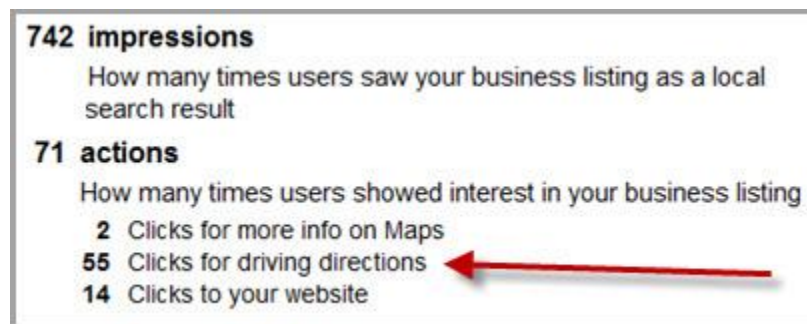 742 impressions
How many times users saw your business listing as a local
search result
71 actions
How many times users showed interest in your business listing
2 Clicks for more info on Maps
55 Clicks for driving directions
14 Clicks to your website